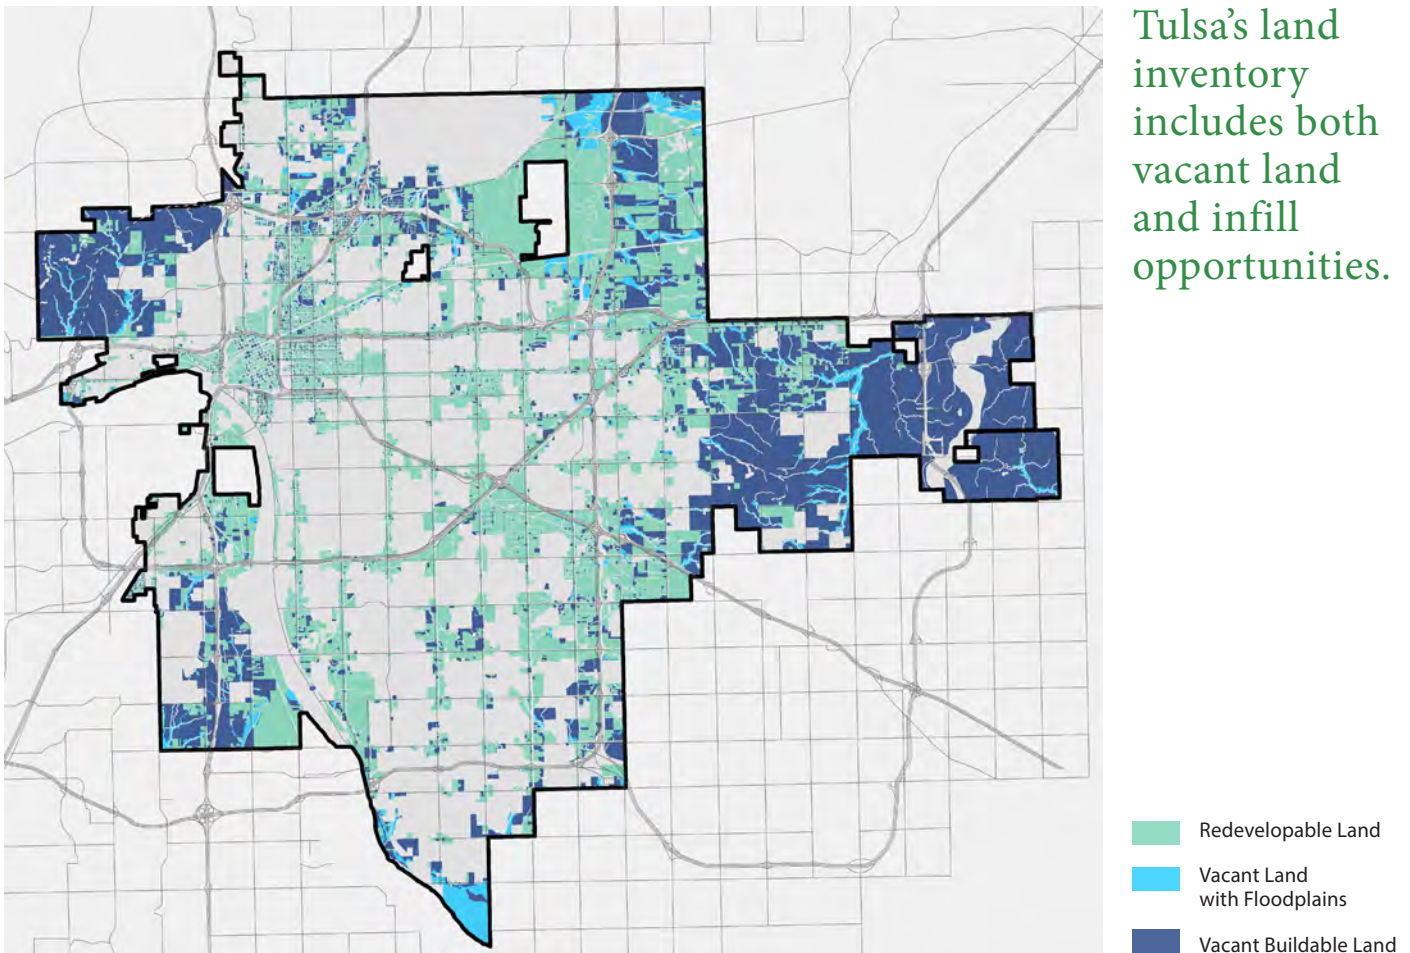 Tulsa’s land
inventory
includes both
vacant land
and infill
opportunities.
Redevelopable Land
Vacant Land
with Floodplains
Vacant Buildable Land